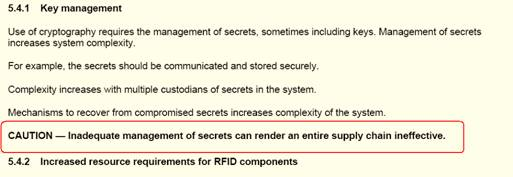 5.4.1 Key management
Use of cryptography requires the management of secrets, sometimes including keys. Management of secrets
increases system complexity.
For example, the secrets should be communicated and stored securely.
Complexity increases with multiple custodians of secrets in the system.
Mechanisms to recover from compromised secrets increases complexity of the system.
CAUTION — Inadequate management of secrets can render an entire supply chain ineffective.
5.4.2 Increased resource requirements for RFID components